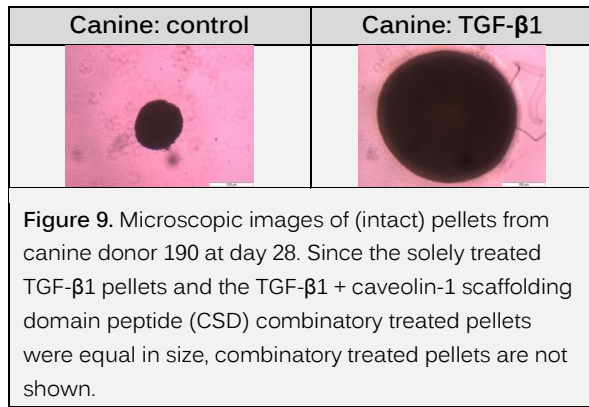 Canine: control Canine: TGF-β1
Figure 9. Microscopic images of (intact) pellets from
canine donor 190 at day 28. Since the solely treated
TGF-β1 pellets and the TGF-β1 + caveolin-1 scaffolding
domain peptide (CSD) combinatory treated pellets
were equal in size, combinatory treated pellets are not
shown.